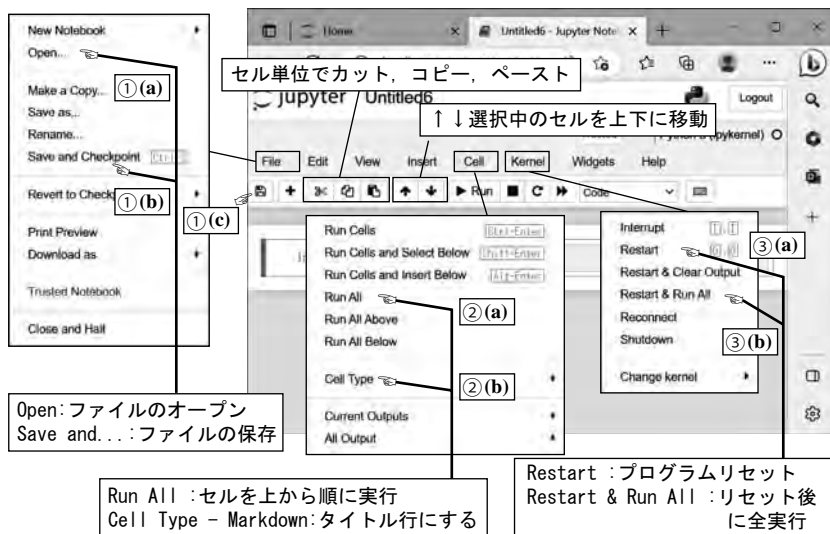 New Notebook
Open...
①(a)
Make a Copy...
Save as...
Rename...
Save and Checkpoint
①(b)
Print Preview
Download as
Trusted Notebook
Close and Halt
Open:ファイルのオープン
Save and...:ファイルの保存
Home
Untitled6 - Jupyter Note
セル単位でカット, コピー, ペースト
jupyter Untitled6
Logout
↑↓選択中のセルを上下に移動
File Edit View Insert Cell Kernel Widgets Help
①(c)
Run
Code
Run Cells
Run Cells and Select Below
Run Cells and Insert Below
Run All
②(a)
Run All Above
Run All Below
Cell Type
②(b)
Current Outputs
All Output
Interrupt
Restart
③(a)
Restart & Clear Output
Restart & Run All
Reconnect
③(b)
Shutdown
Change kernel
Run All :セルを上から順に実行
Cell Type - Markdown:タイトル行にする
Restart :プログラムリセット
Restart & Run All :リセット後
に全実行